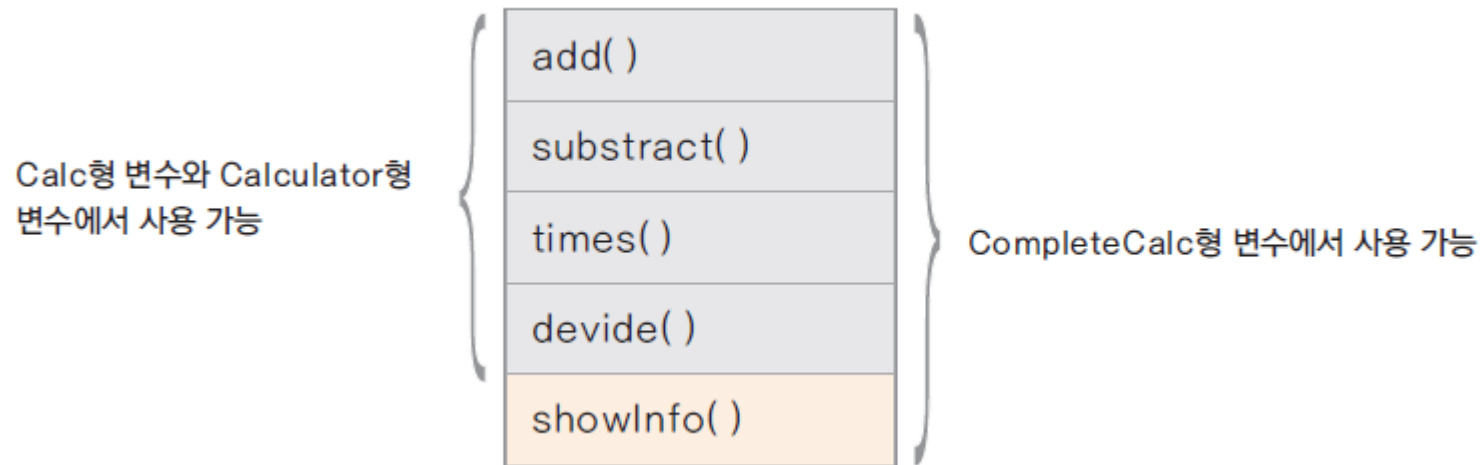 Calc형 변수와 Calculator형
변수에서 사용 가능
add( )
substract( )
times( )
devide( )
showInfo( )
CompleteCalc형 변수에서 사용 가능